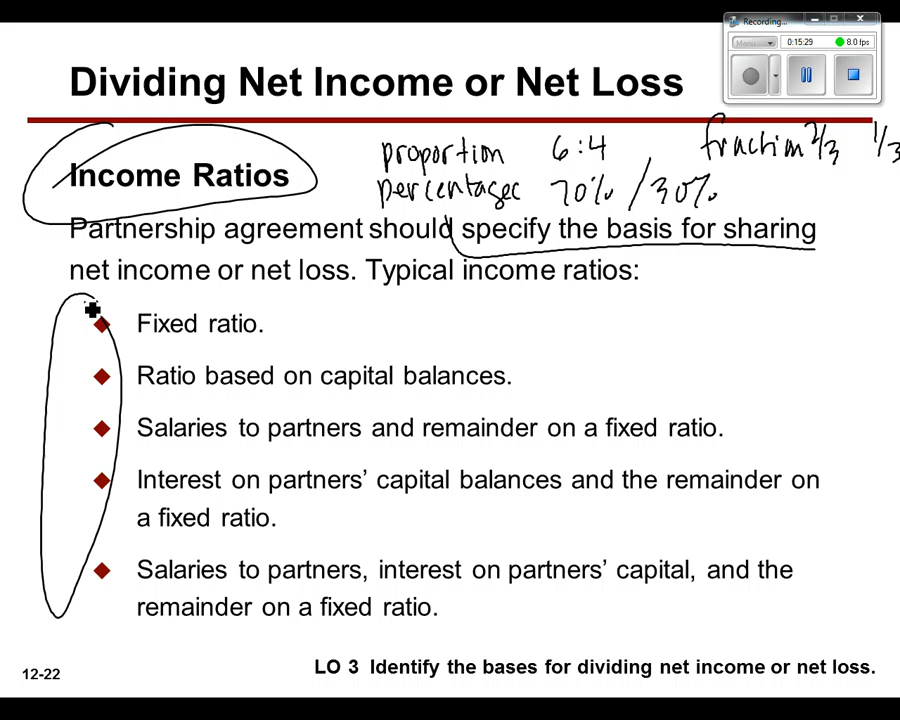 Recording...
Menu
0:15:29
8.0 fps
Dividing Net Income or Net Loss
proportion 6:4 fraction 2/3 1/3
Income Ratios
percentages 70% / 30%
Partnership agreement should specify the basis for sharing
net income or net loss. Typical income ratios:
Fixed ratio.
Ratio based on capital balances.
Salaries to partners and remainder on a fixed ratio.
Interest on partners’ capital balances and the remainder on
a fixed ratio.
Salaries to partners, interest on partners’ capital, and the
remainder on a fixed ratio.
12-22
LO 3 Identify the bases for dividing net income or net loss.